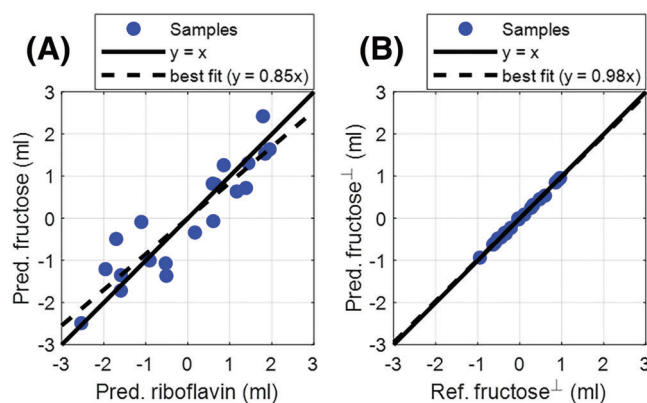 (A)
Samples
y = x
best fit (y = 0.85x)
Pred. fructose (ml)
3
2
1
0
-1
-2
-3
-3 -2 -1 0 1 2 3
Pred. riboflavin (ml)
(B)
Samples
y = x
best fit (y = 0.98x)
Pred. fructose⊥ (ml)
3
2
1
0
-1
-2
-3
-3 -2 -1 0 1 2 3
Ref. fructose⊥ (ml)